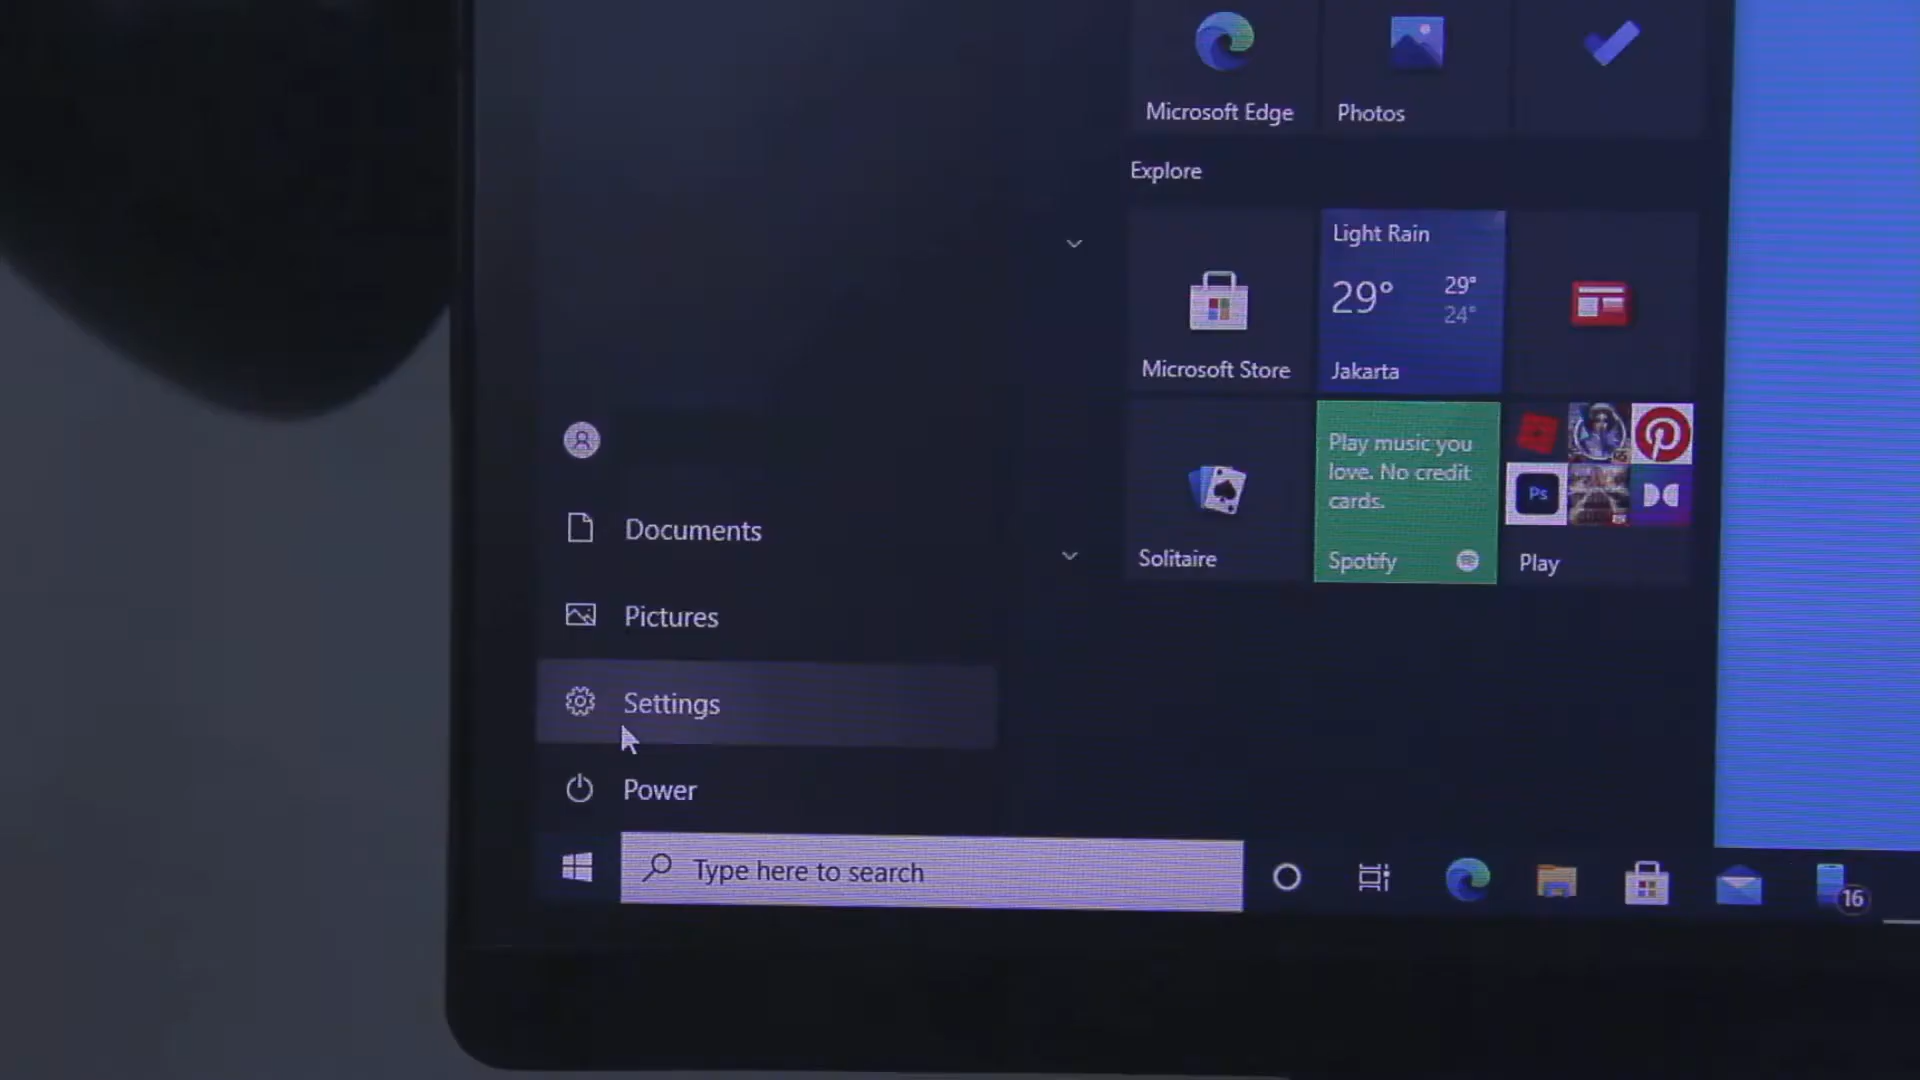 Microsoft Edge
Photos
Explore
Microsoft Store
Light Rain
29°
29°
24°
Jakarta
Solitaire
Play music you
love. No credit
cards.
Spotify
Ps
Play
Documents
Pictures
Settings
Power
Type here to search
16